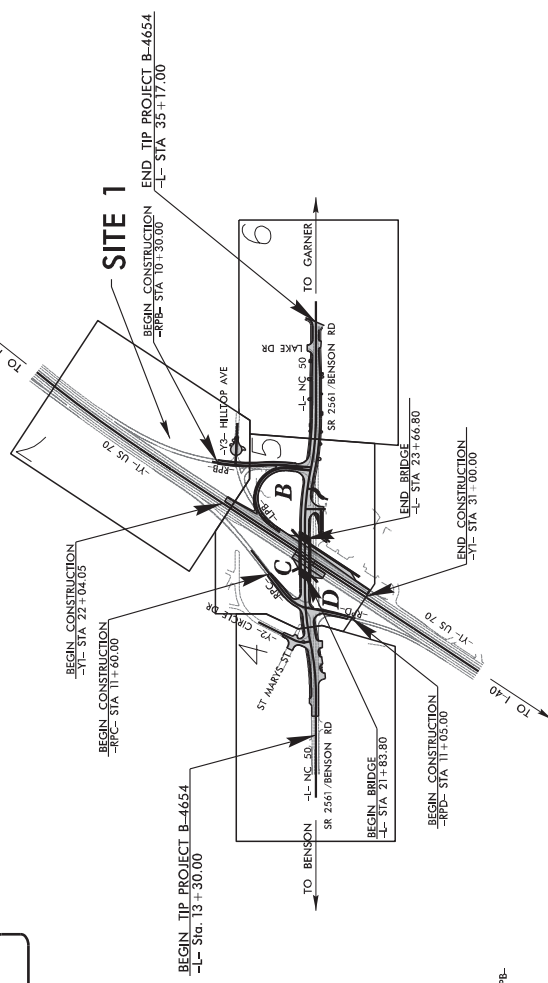 END TIP PROJECT B-4654
-L- STA 35+17.00
SITE 1
BEGIN CONSTRUCTION
-RPB- STA 10+30.00
TO GARNER
6
LAKE DR
-L- NC 50
SR 2561/BENSON RD
-Y3- HILLTOP AVE
5
-RPB-
7
-Y1- US 70
B
-LPB-
END BRIDGE
-L- STA 23+66.80
END CONSTRUCTION
-Y1- STA 31+00.00
BEGIN CONSTRUCTION
-Y1- STA 22+04.05
BEGIN CONSTRUCTION
-RPC- STA 11+60.00
-RPC-
C
D
-RPD-
-Y1- US 70
TO I-40
-Y2- CIRCLE DR
4
ST MARYS ST
BEGIN TIP PROJECT B-4654
-L- Sta. 13+30.00
-L- NC 50
SR 2561/BENSON RD
TO BENSON
BEGIN BRIDGE
-L- STA 21+83.80
BEGIN CONSTRUCTION
-RPD- STA 11+05.00
PB-